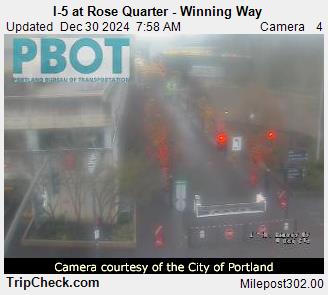 I-5 at Rose Quarter - Winning Way
Updated Dec 30 2024 7:58 AM Camera 4
PBOT
PORTLAND BUREAU OF TRANSPORTATION
Camera courtesy of the City of Portland
TripCheck.com Milepost302.00